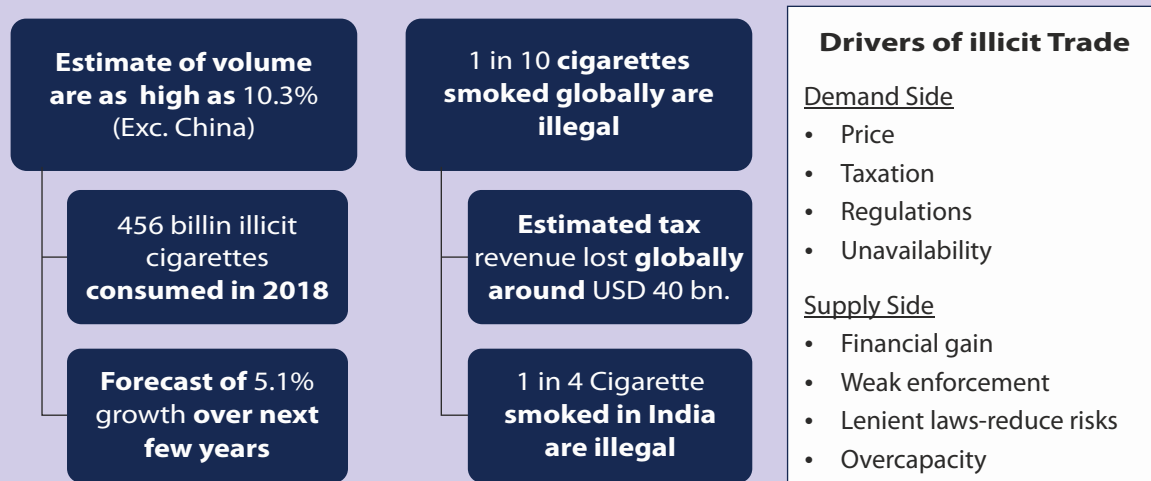 Estimate of volume
are as high as 10.3%
(Exc. China)
456 billin illicit
cigarettes
consumed in 2018
Forecast of 5.1%
growth over next
few years
1 in 10 cigarettes
smoked globally are
illegal
Estimated tax
revenue lost globally
around USD 40 bn.
1 in 4 Cigarette
smoked in India
are illegal
Drivers of illicit Trade
Demand Side
• Price
• Taxation
• Regulations
• Unavailability
Supply Side
• Financial gain
• Weak enforcement
• Lenient laws-reduce risks
• Overcapacity